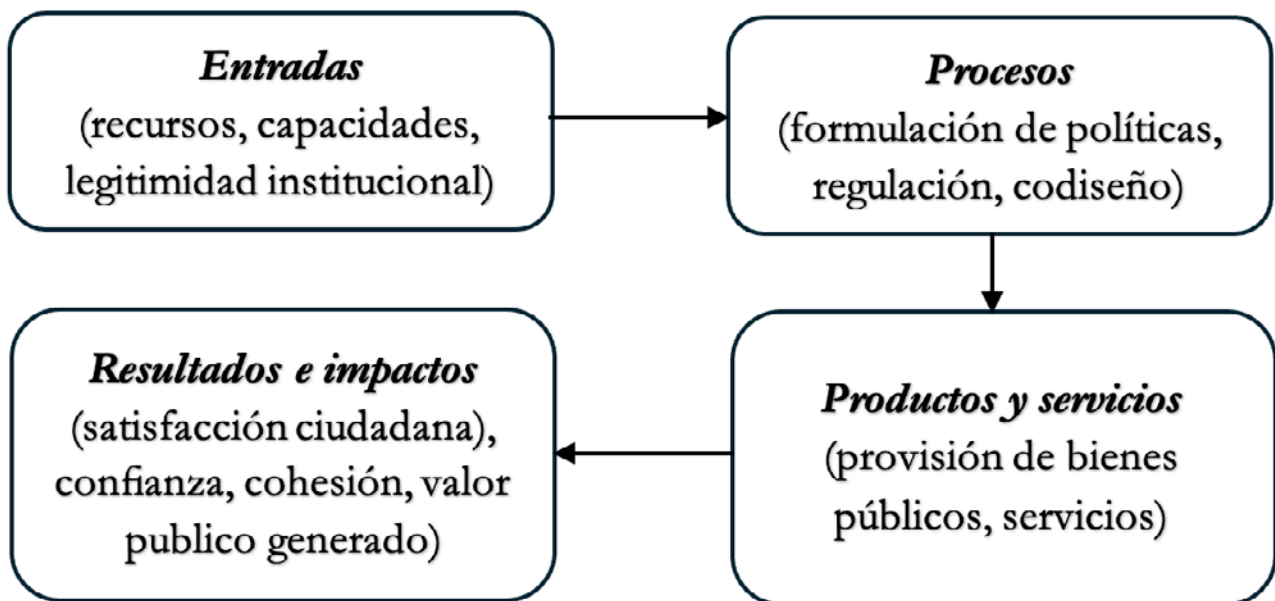 Entradas
(recursos, capacidades,
legitimidad institucional)
Procesos
(formulación de políticas,
regulación, codiseño)
Productos y servicios
(provisión de bienes
públicos, servicios)
Resultados e impactos
(satisfacción ciudadana),
confianza, cohesión, valor
publico generado)